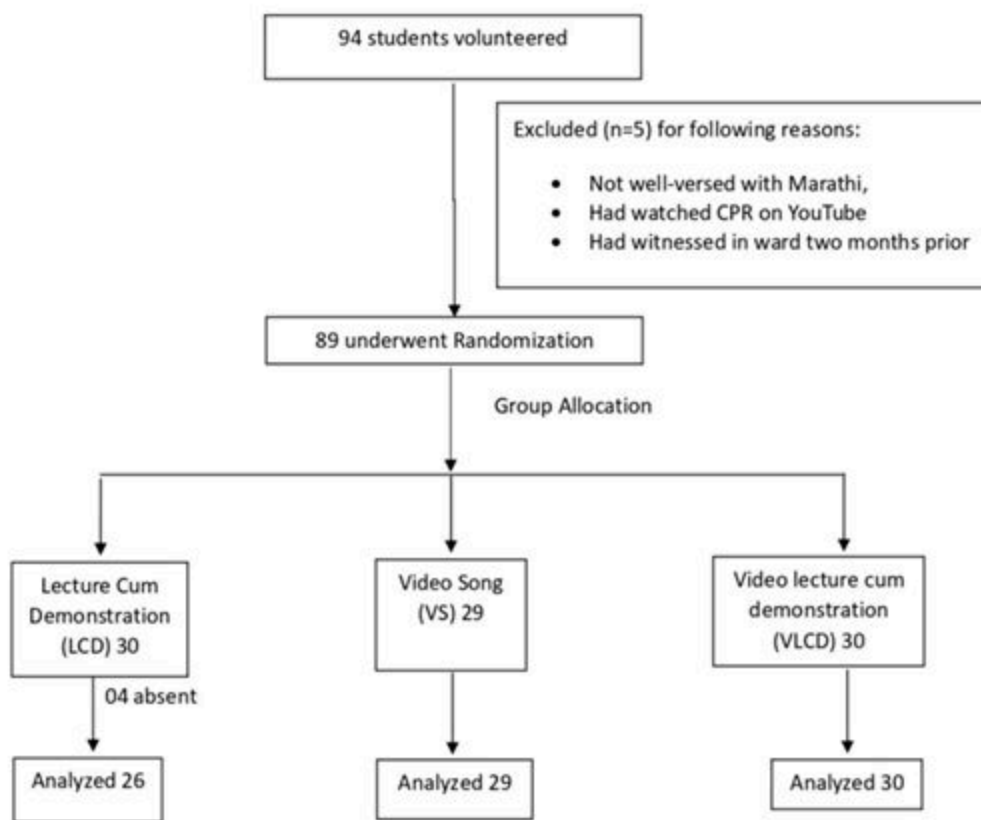 94 students volunteered
Excluded (n=5) for following reasons:
• Not well-versed with Marathi,
• Had watched CPR on YouTube
• Had witnessed in ward two months prior
89 underwent Randomization
Group Allocation
Lecture Cum
Demonstration
(LCD) 30
Video Song
(VS) 29
Video lecture cum
demonstration
(VLCD) 30
04 absent
Analyzed 26
Analyzed 29
Analyzed 30